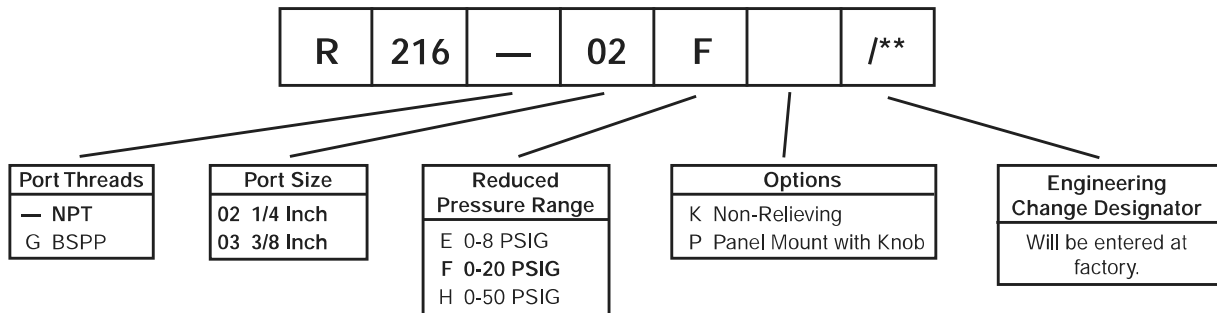 R 216 — 02 F /**
Port Threads
— NPT
G BSPP
Port Size
02 1/4 Inch
03 3/8 Inch
Reduced
Pressure Range
E 0-8 PSIG
F 0-20 PSIG
H 0-50 PSIG
Options
K Non-Relieving
P Panel Mount with Knob
Engineering
Change Designator
Will be entered at
factory.